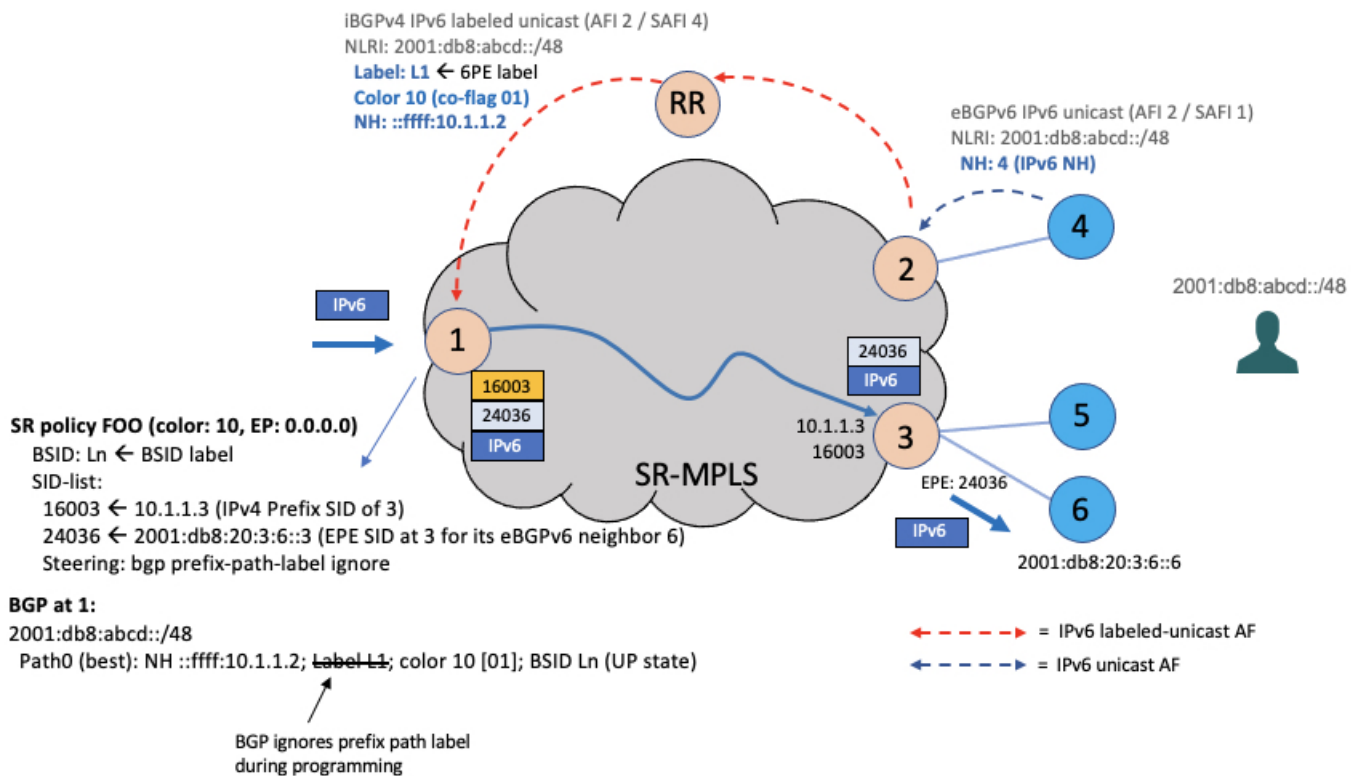 iBGPv4 IPv6 labeled unicast (AFI 2 / SAFI 4)
NLRI: 2001:db8:abcd::/48
Label: L1 ← 6PE label
Color 10 (co-flag 01)
NH: ::ffff:10.1.1.2
RR
eBGPv6 IPv6 unicast (AFI 2 / SAFI 1)
NLRI: 2001:db8:abcd::/48
NH: 4 (IPv6 NH)
4
2
2001:db8:abcd::/48
IPv6
1
16003
24036
IPv6
24036
IPv6
10.1.1.3
16003
3
5
6
SR-MPLS
EPE: 24036
IPv6
2001:db8:20:3:6::6
SR policy FOO (color: 10, EP: 0.0.0.0)
BSID: Ln ← BSID label
SID-list:
16003 ← 10.1.1.3 (IPv4 Prefix SID of 3)
24036 ← 2001:db8:20:3:6::3 (EPE SID at 3 for its eBGPv6 neighbor 6)
Steering: bgp prefix-path-label ignore
BGP at 1:
2001:db8:abcd::/48
Path0 (best): NH ::ffff:10.1.1.2; Label L1; color 10 [01]; BSID Ln (UP state)
BGP ignores prefix path label
during programming
= IPv6 labeled-unicast AF
= IPv6 unicast AF